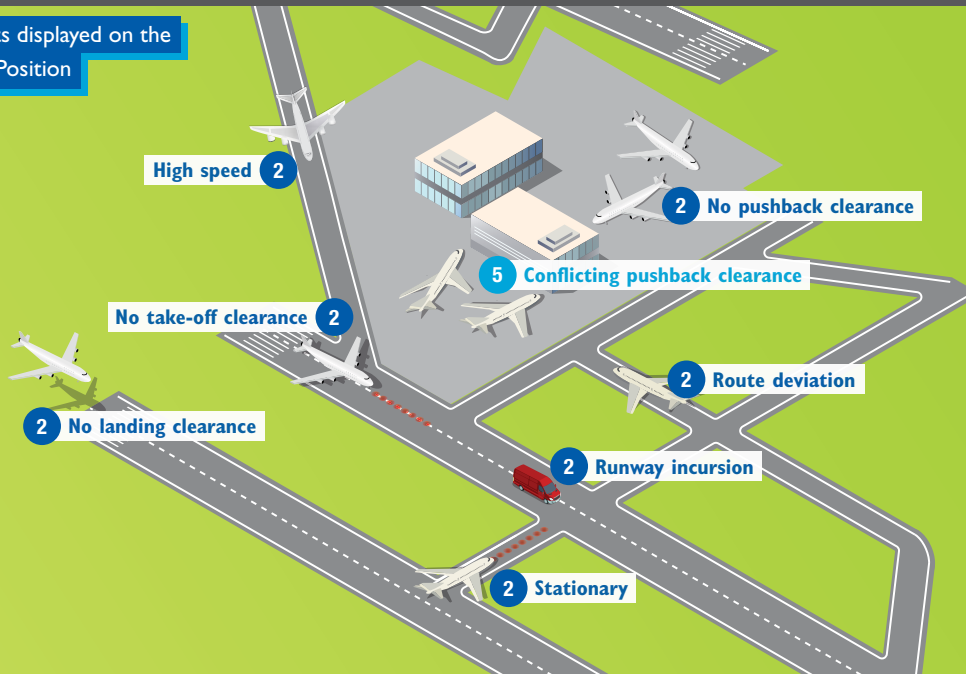 displayed on the
Position
High speed 2
2 No pushback clearance
5 Conflicting pushback clearance
No take-off clearance 2
2 Route deviation
2 No landing clearance
2 Runway incursion
2 Stationary